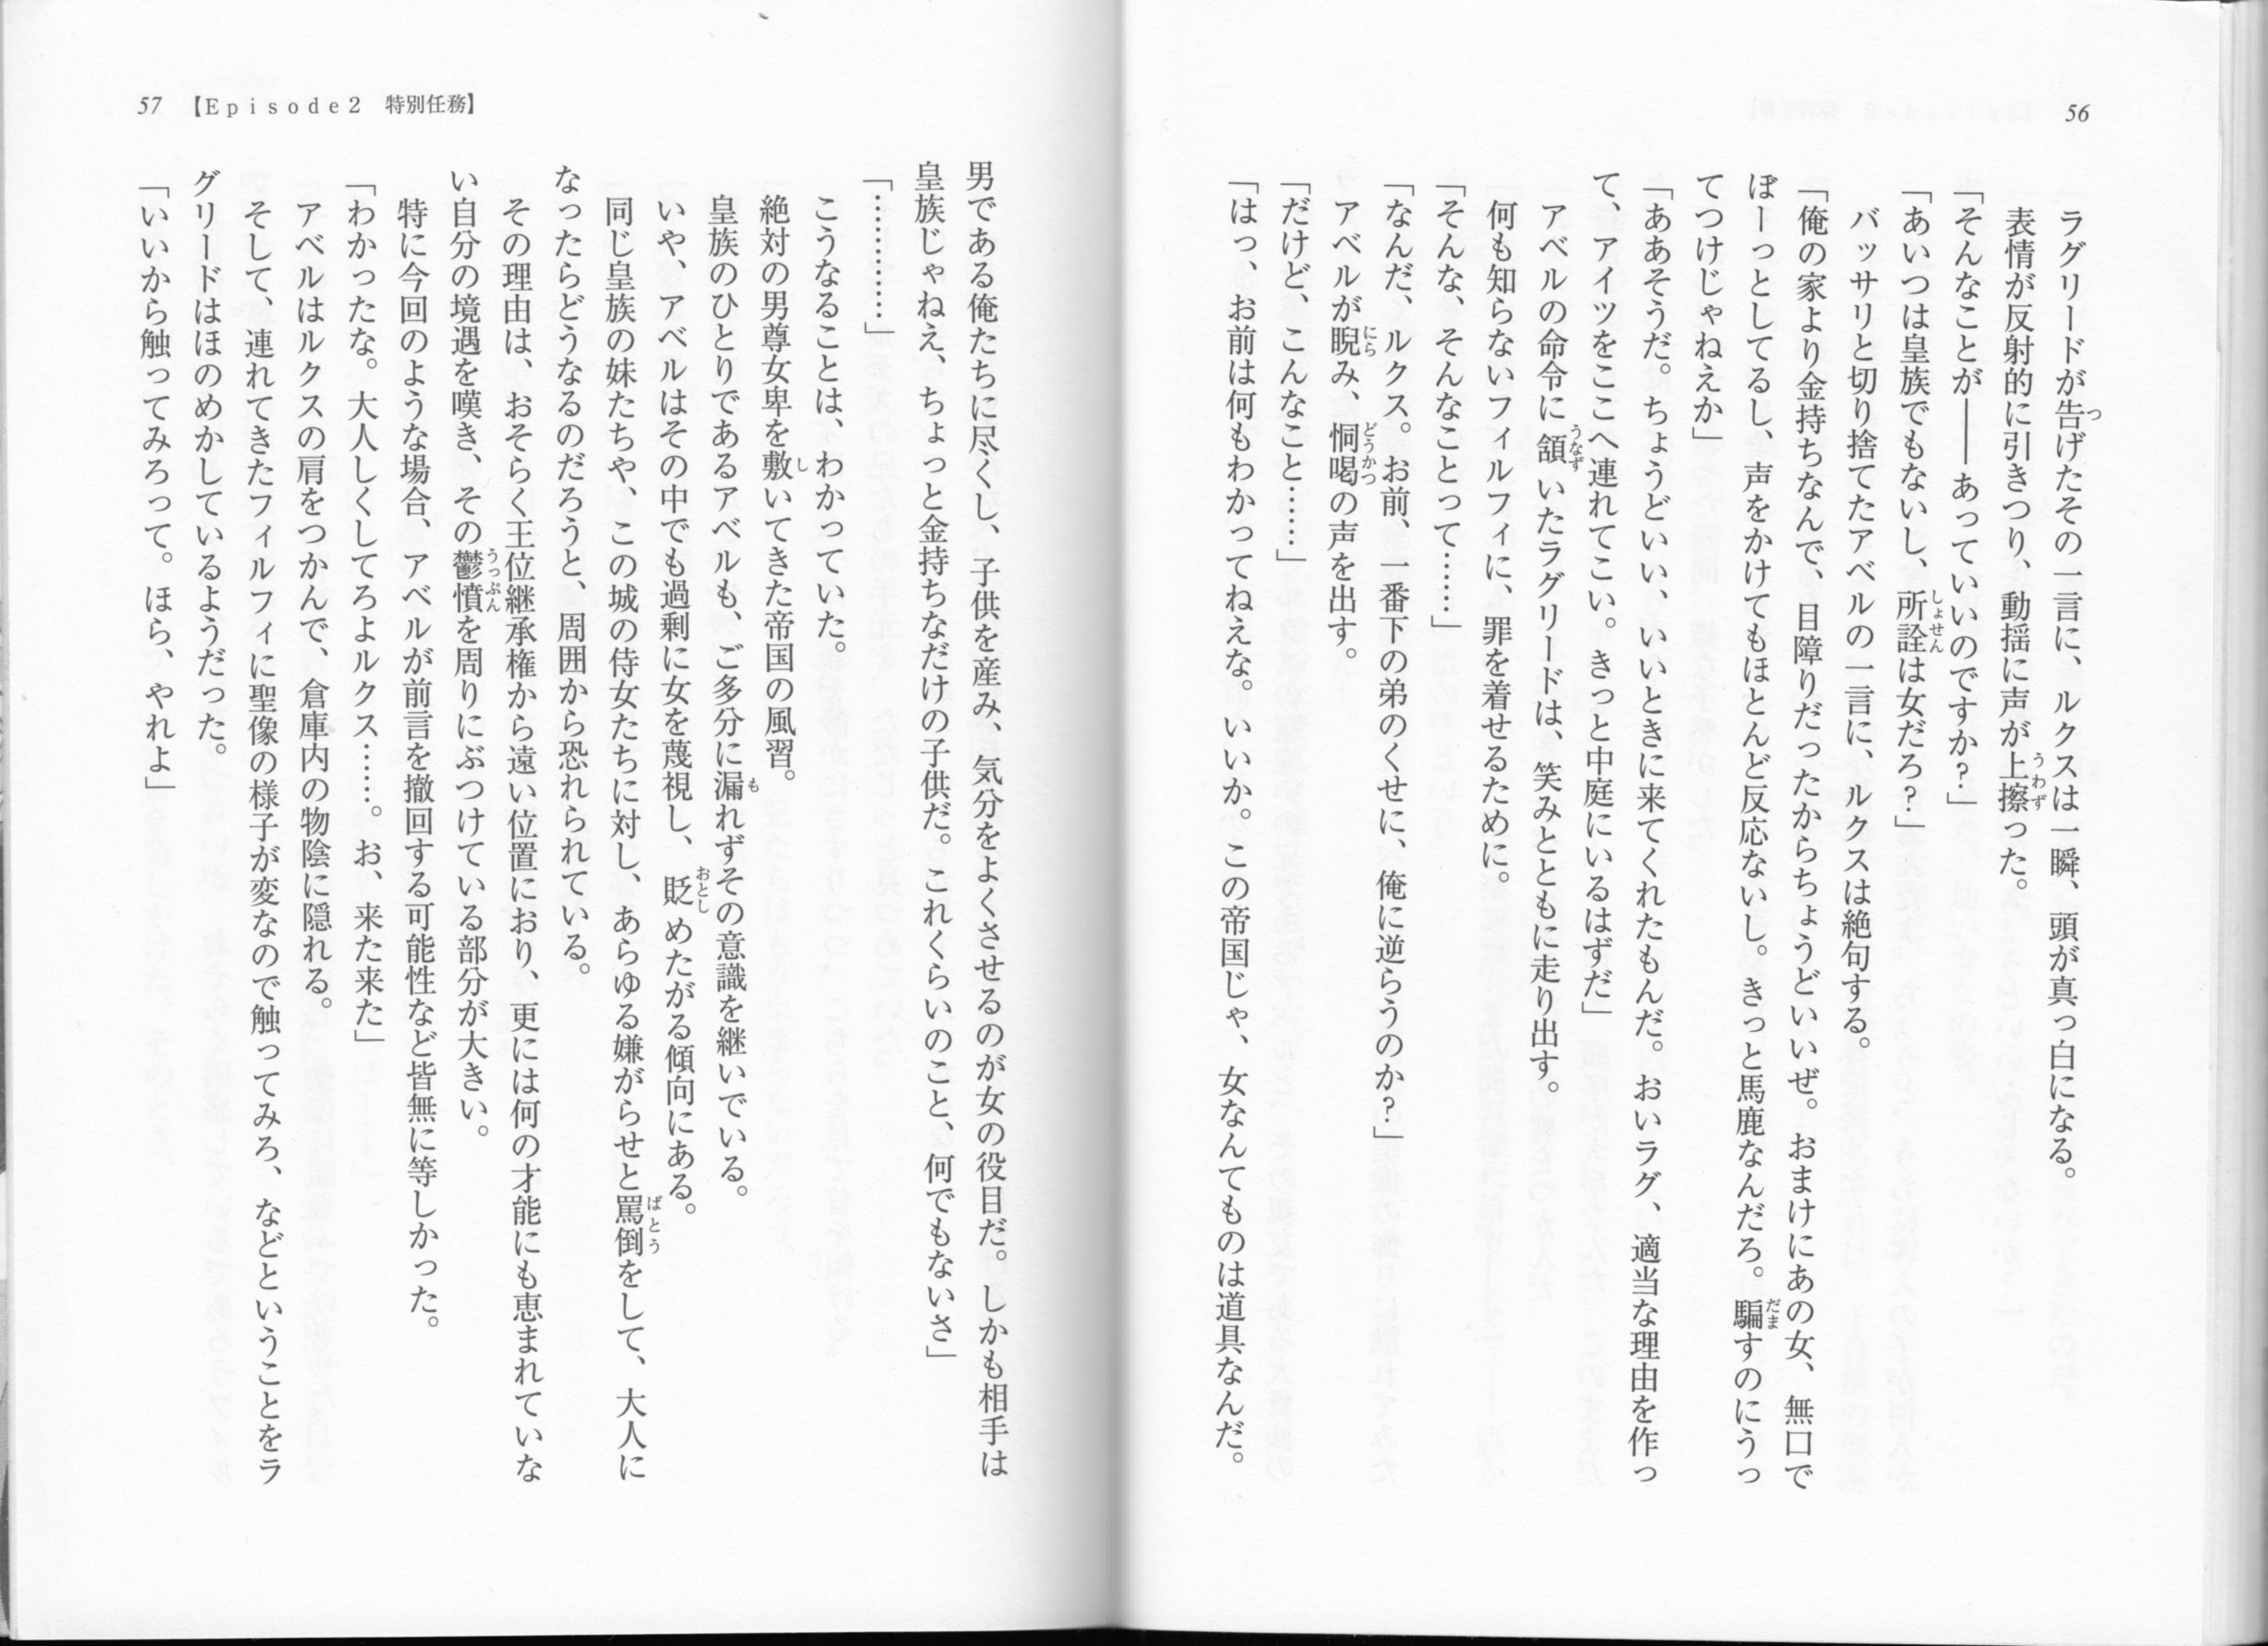 56
ラグリードが告げたその一言に、ルクスは一瞬、頭が真っ白になる。
表情が反射的に引きつり、動揺に声が上擦った。
「そんなことが――あっていいのですか?」
「あいつは皇族でもないし、所詮は女だろ?」
バッサリと切り捨てたアベルの一言に、ルクスは絶句する。
「俺の家より金持ちなんで、目障りだったからちょうどいいぜ。おまけにあの女、無口で
ぼーっとしてるし、声をかけてもほとんど反応ないし。きっと馬鹿なんだろ。騙すのにうっ
てつけじゃねえか」
「ああそうだ。ちょうどいい、いいときに来てくれたもんだ。おいラグ、適当な理由を作っ
て、アイツをここへ連れてこい。きっと中庭にいるはずだ」
アベルの命令に頷いたラグリードは、笑みとともに走り出す。
何も知らないフィルフィに、罪を着せるために。
「そんな、そんなことって……」
「なんだ、ルクス。お前、一番下の弟のくせに、俺に逆らうのか?」
アベルが睨み、恫喝の声を出す。
「だけど、こんなこと……」
「はっ、お前は何もわかってねえな。いいか。この帝国じゃ、女なんてものは道具なんだ。
57 【Episode2 特別任務】
男である俺たちに尽くし、子供を産み、気分をよくさせるのが女の役目だ。しかも相手は
皇族じゃねえ、ちょっと金持ちなだけの子供だ。これくらいのこと、何でもないさ」
「…………」
こうなることは、わかっていた。
絶対の男尊女卑を敷いてきた帝国の風習。
皇族のひとりであるアベルも、ご多分に漏れずその意識を継いでいる。
いや、アベルはその中でも過剰に女を蔑視し、貶めたがる傾向にある。
同じ皇族の妹たちや、この城の侍女たちに対し、あらゆる嫌がらせと罵倒をして、大人に
なったらどうなるのだろうと、周囲から恐れられている。
その理由は、おそらく王位継承権から遠い位置におり、更には何の才能にも恵まれていな
い自分の境遇を嘆き、その鬱憤を周りにぶつけている部分が大きい。
特に今回のような場合、アベルが前言を撤回する可能性など皆無に等しかった。
「わかったな。大人しくしてろよルクス……。お、来た来た」
アベルはルクスの肩をつかんで、倉庫内の物陰に隠れる。
そして、連れてきたフィルフィに聖像の様子が変なので触ってみろ、などということをラ
グリードはほのめかしているようだった。
「いいから触ってみろって。ほら、やれよ」